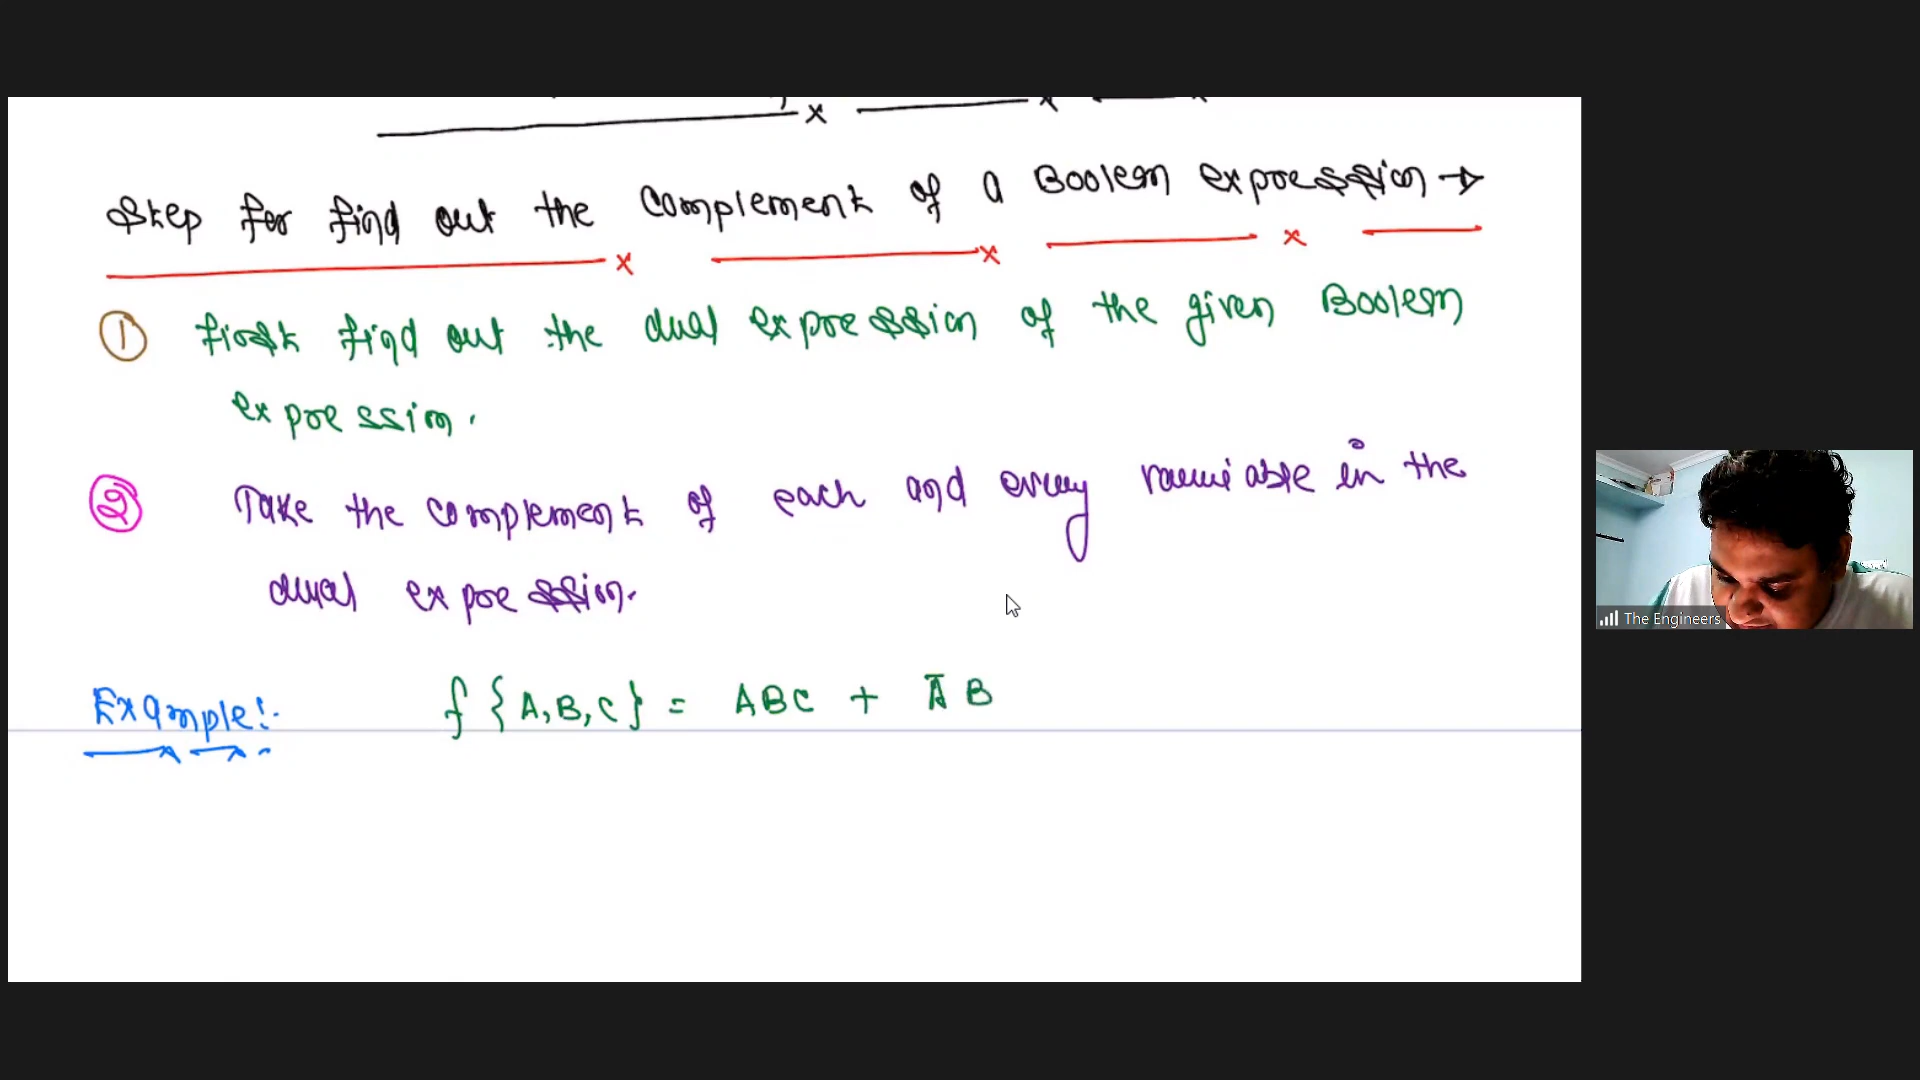 Step for find out the complement of a Boolean expression →
① first find out the dual expression of the given Boolean
expression.
② Take the complement of each and every variable in the
dual expression.
Example:- f {A,B,C} = ABC + A̅ B
The Engineers